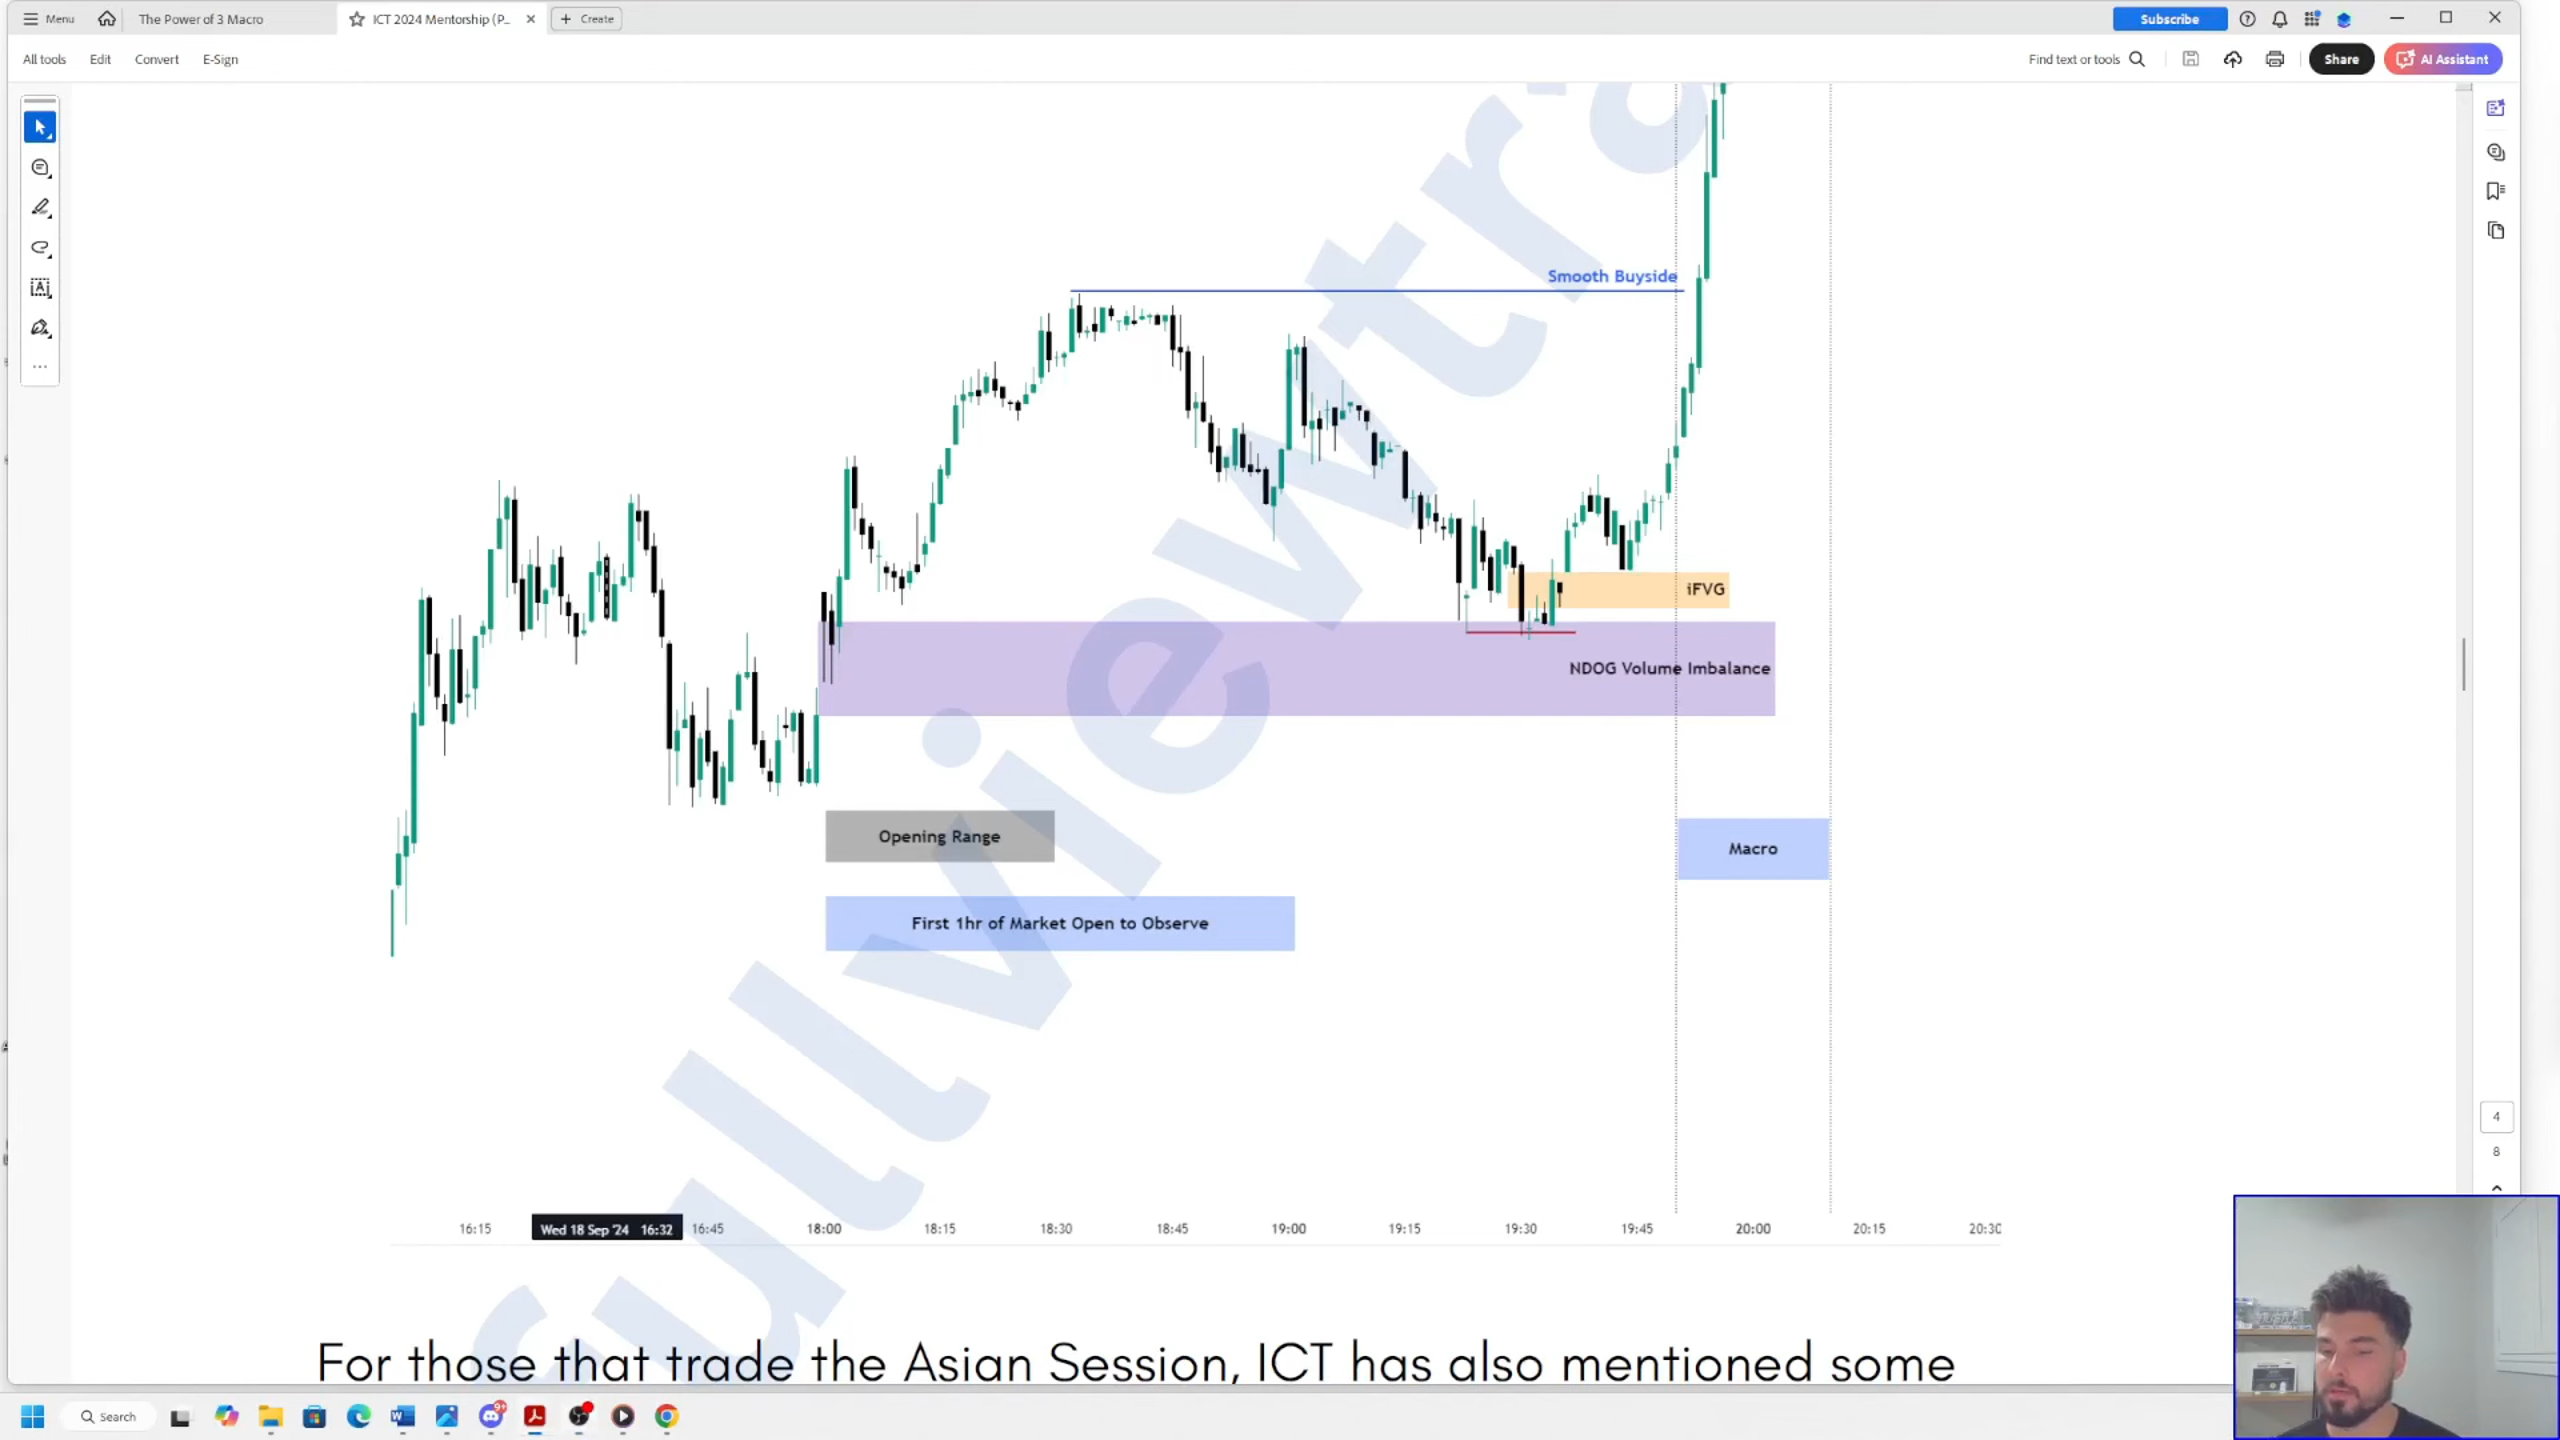 Menu
The Power of 3 Macro
ICT 2024 Mentorship (P...
Create
Subscribe
All tools
Edit
Convert
E-Sign
Find text or tools
Share
AI Assistant
fullviewtra
Smooth Buyside
iFVG
NDOG Volume Imbalance
Opening Range
Macro
First 1hr of Market Open to Observe
4
8
16:15
Wed 18 Sep '24 16:32
16:45
18:00
18:15
18:30
18:45
19:00
19:15
19:30
19:45
20:00
20:15
20:30
For those that trade the Asian Session, ICT has also mentioned some
Search
9+